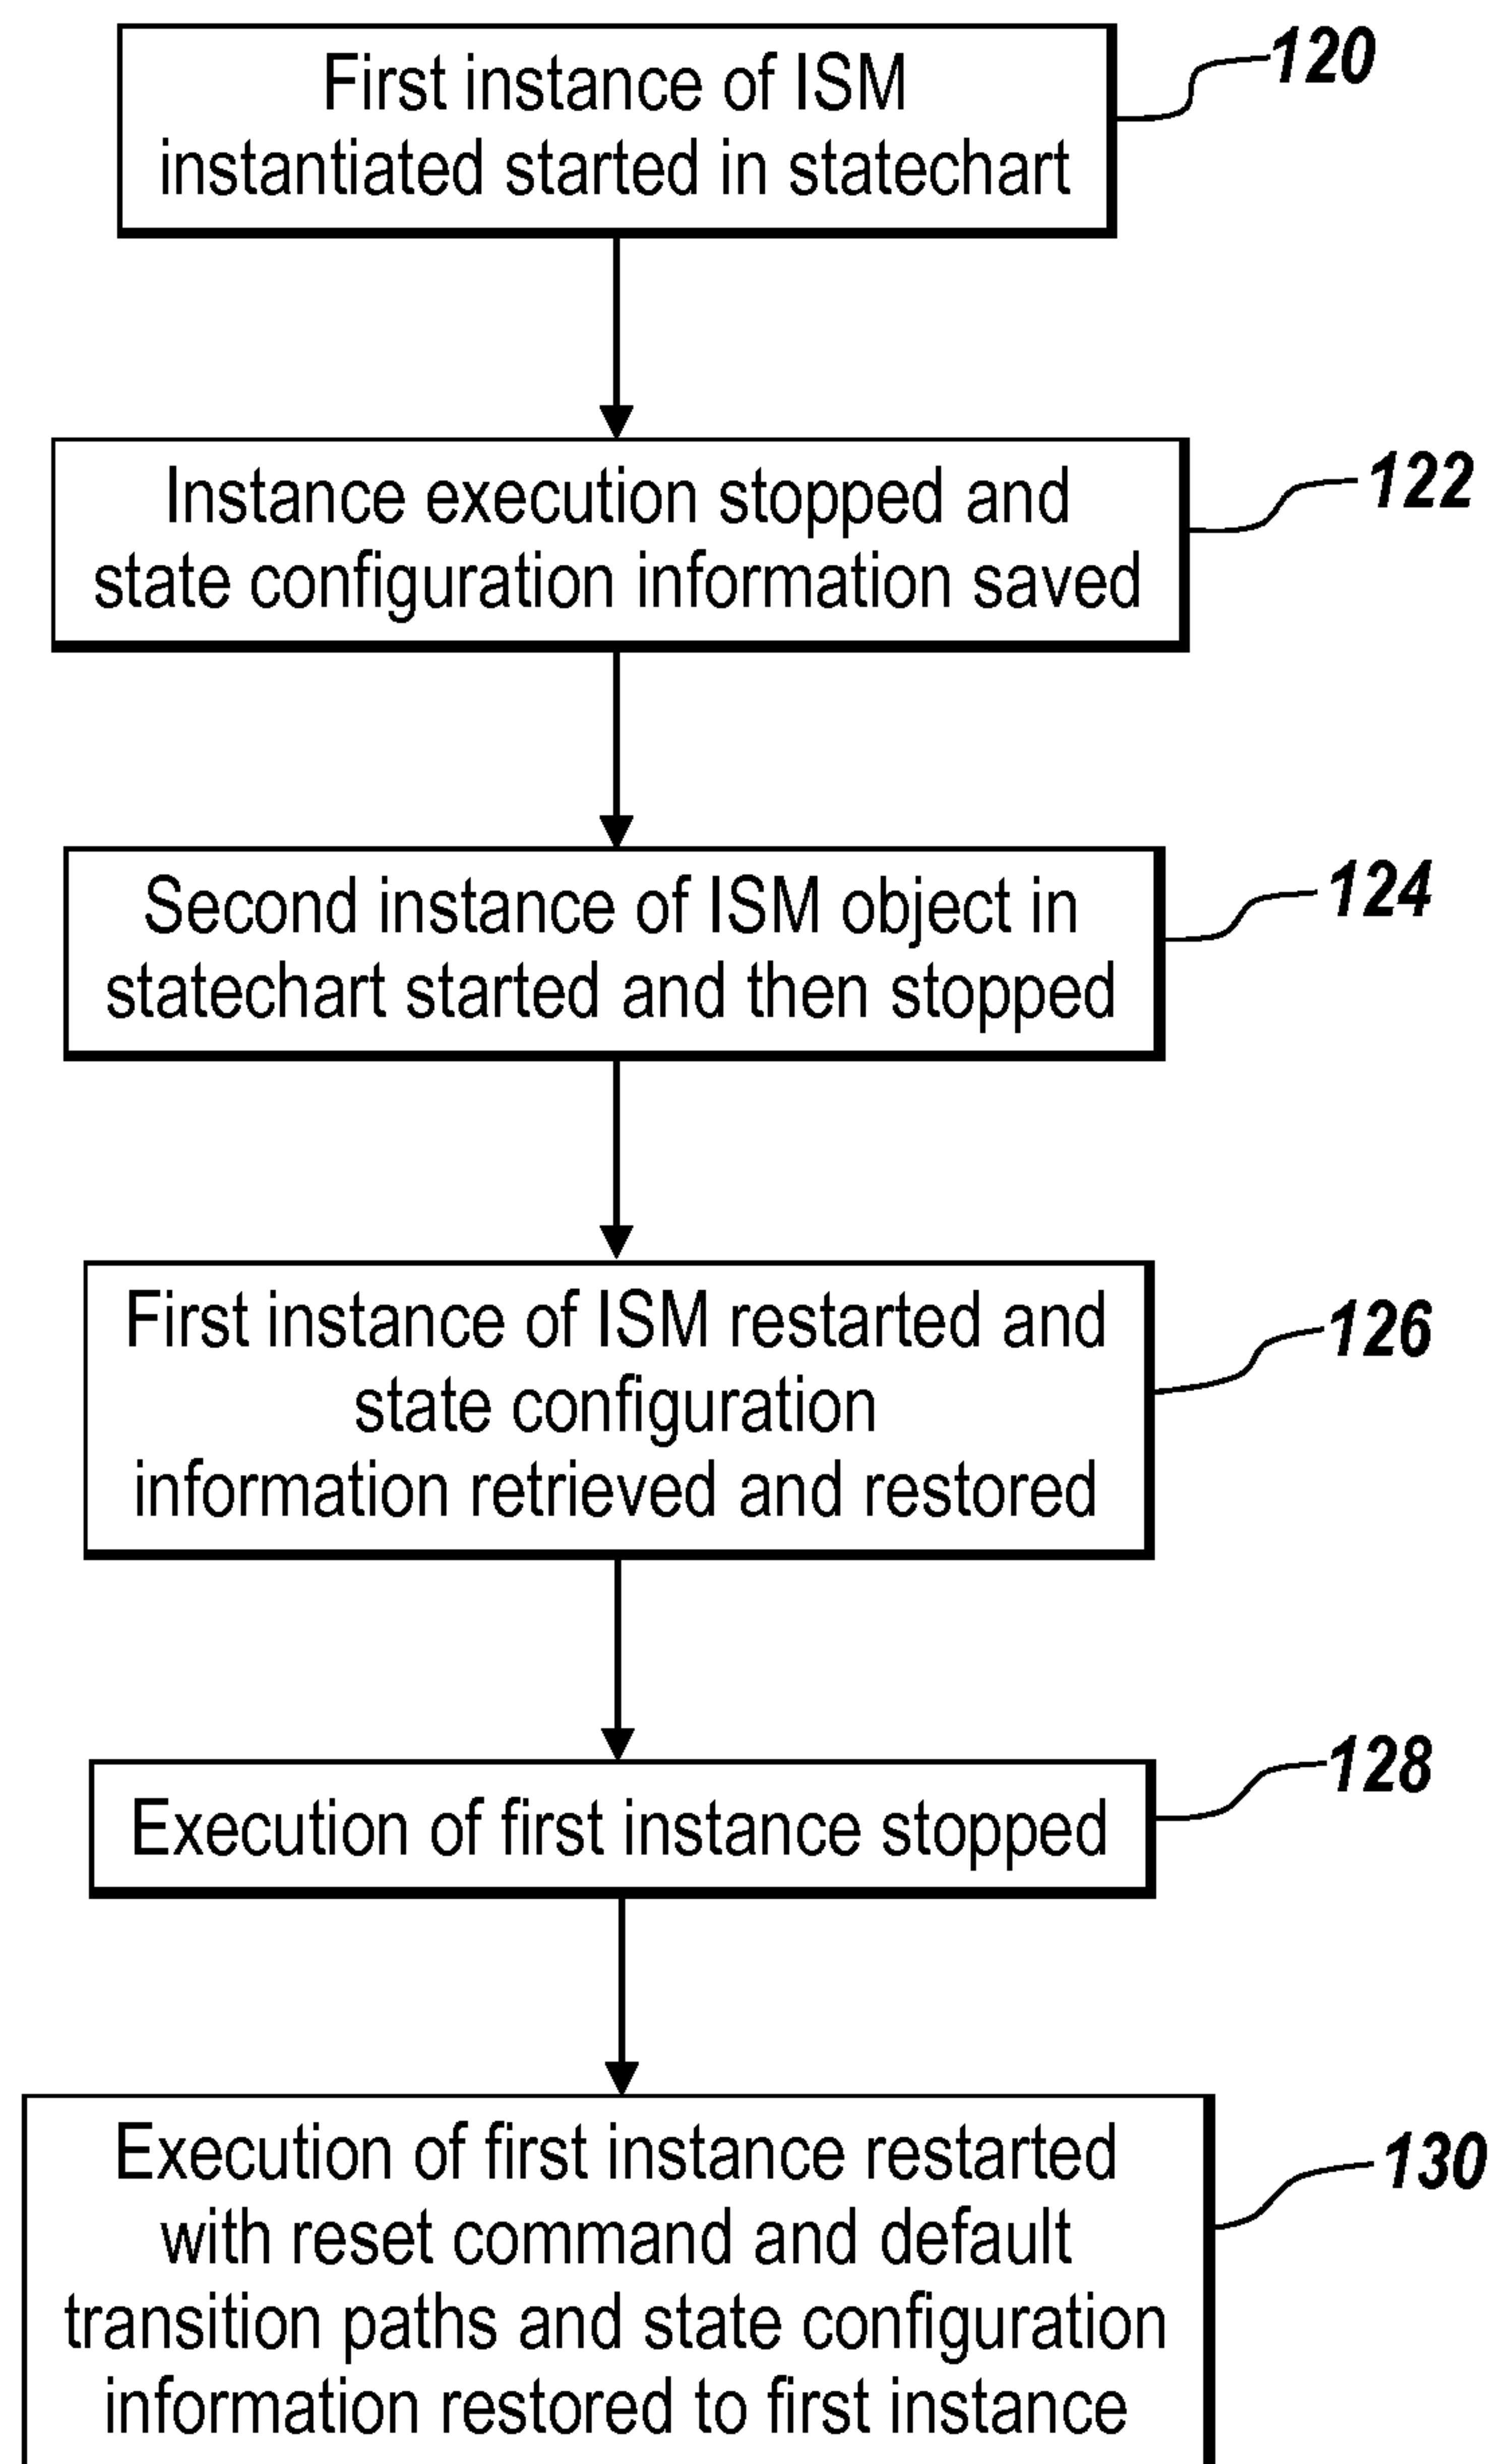 First instance of ISM
instantiated started in statechart
120
Instance execution stopped and
state configuration information saved
122
Second instance of ISM object in
statechart started and then stopped
124
First instance of ISM restarted and
state configuration
information retrieved and restored
126
Execution of first instance stopped
128
Execution of first instance restarted
with reset command and default
transition paths and state configuration
information restored to first instance
130